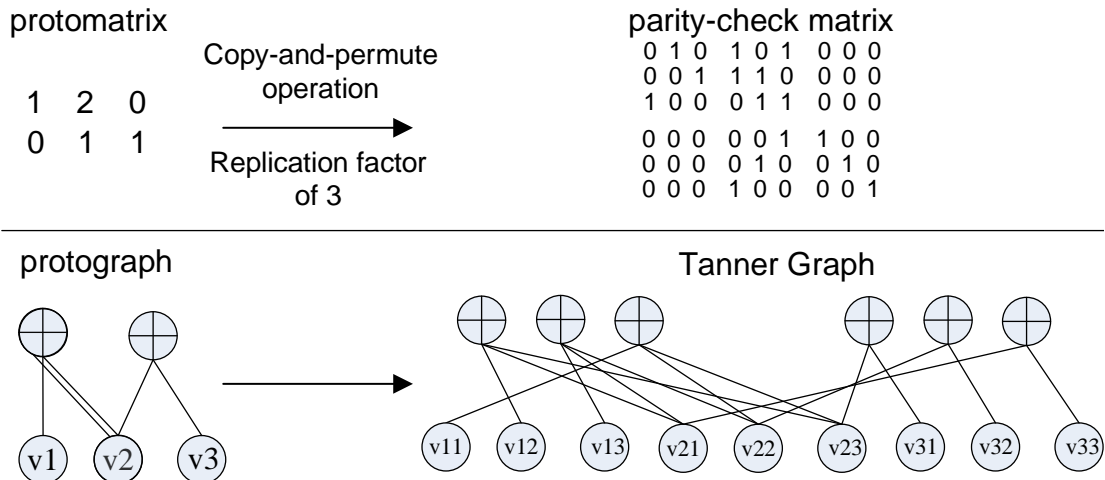 protomatrix
1 2 0
0 1 1
Copy-and-permute
operation
Replication factor
of 3
parity-check matrix
0 1 0 1 0 1 0 0 0
0 0 1 1 1 0 0 0 0
1 0 0 0 1 1 0 0 0
0 0 0 0 0 1 1 0 0
0 0 0 0 1 0 0 1 0
0 0 0 1 0 0 0 0 1
protograph
v1 v2 v3
Tanner Graph
v11 v12 v13 v21 v22 v23 v31 v32 v33